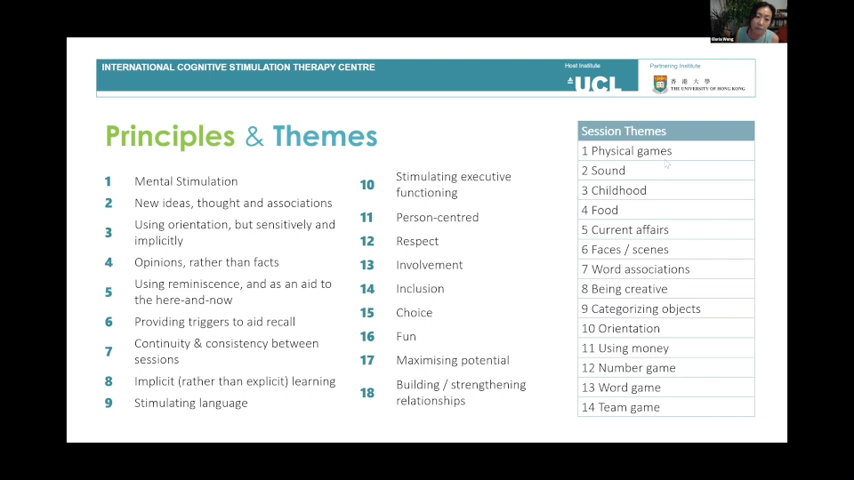 Gloria Wong
INTERNATIONAL COGNITIVE STIMULATION THERAPY CENTRE
Host Institute
UCL
Partnering Institute
香港大學
THE UNIVERSITY OF HONG KONG
Principles & Themes
1 Mental Stimulation
2 New ideas, thought and associations
3 Using orientation, but sensitively and
implicitly
4 Opinions, rather than facts
5 Using reminiscence, and as an aid to
the here-and-now
6 Providing triggers to aid recall
7 Continuity & consistency between
sessions
8 Implicit (rather than explicit) learning
9 Stimulating language
10 Stimulating executive
functioning
11 Person-centred
12 Respect
13 Involvement
14 Inclusion
15 Choice
16 Fun
17 Maximising potential
18 Building / strengthening
relationships
Session Themes
1 Physical games
2 Sound
3 Childhood
4 Food
5 Current affairs
6 Faces / scenes
7 Word associations
8 Being creative
9 Categorizing objects
10 Orientation
11 Using money
12 Number game
13 Word game
14 Team game